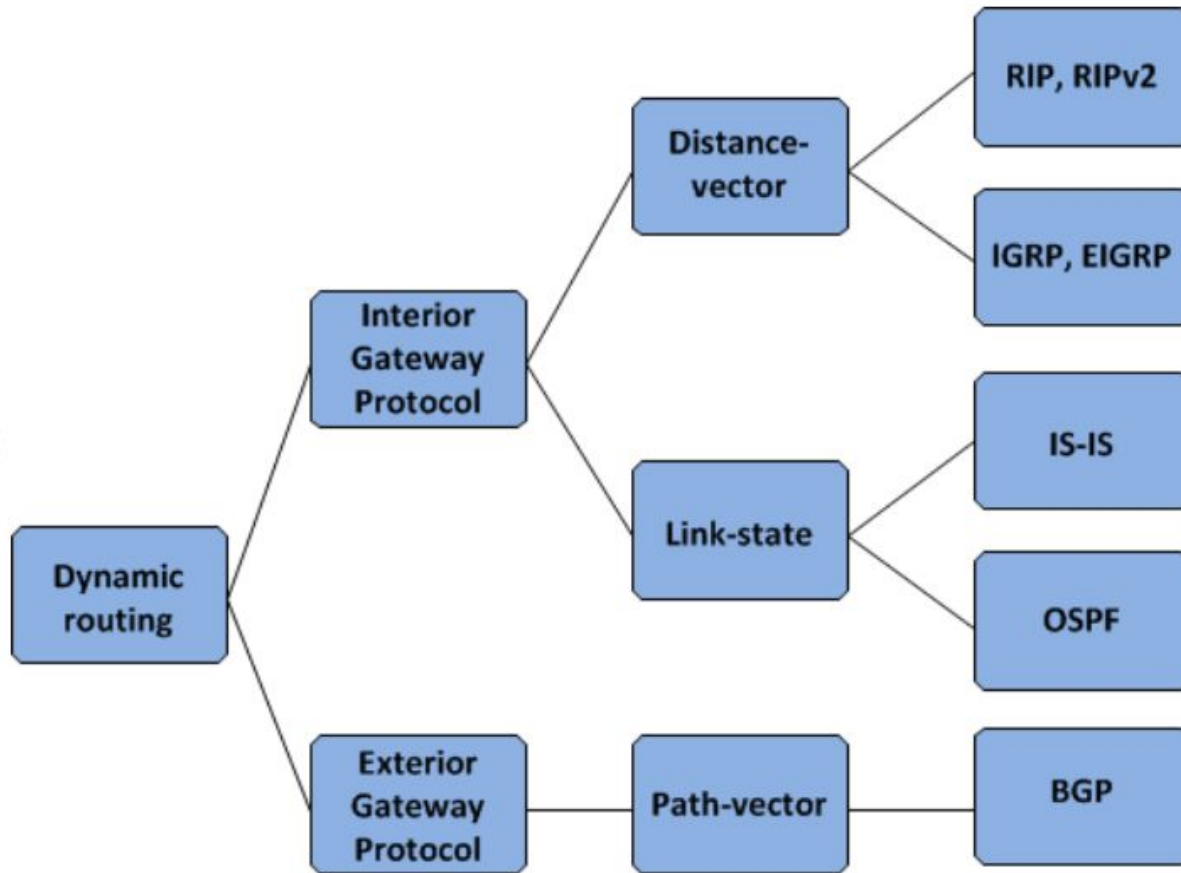 Dynamic
routing
Interior
Gateway
Protocol
Exterior
Gateway
Protocol
Distance-
vector
Link-state
Path-vector
RIP, RIPv2
IGRP, EIGRP
IS-IS
OSPF
BGP